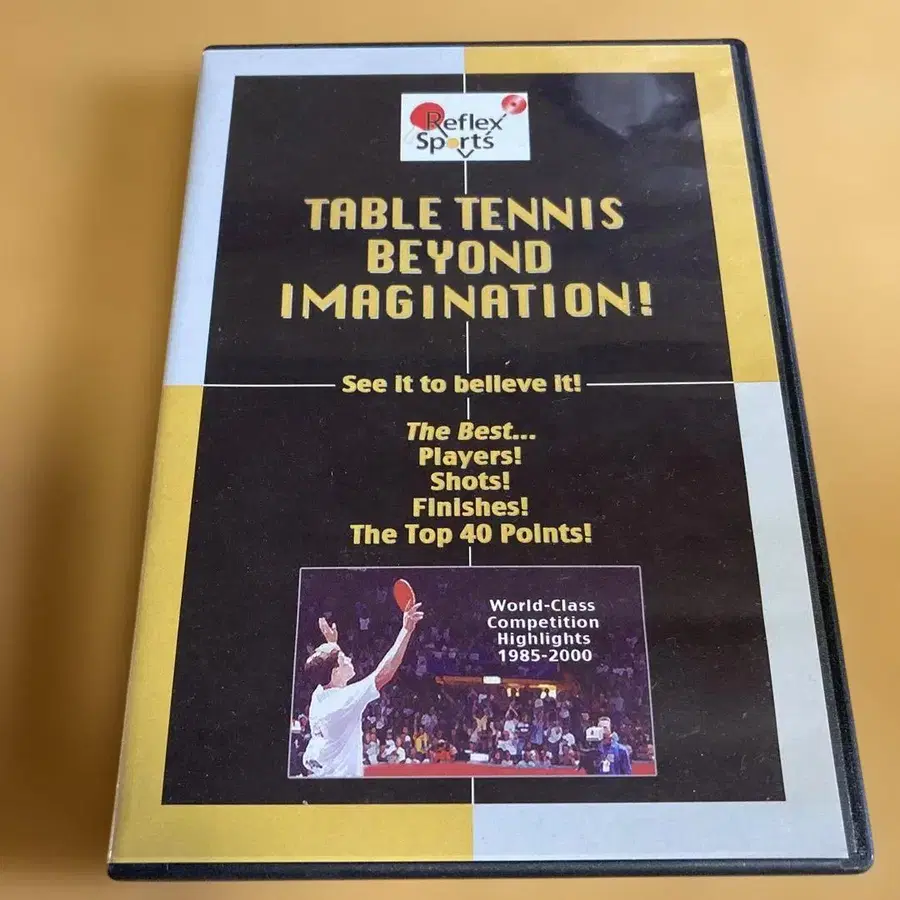 Reflex
Sports
TABLE TENNIS
BEYOND
IMAGINATION!
See it to believe it!
The Best...
Players!
Shots!
Finishes!
The Top 40 Points!
World-Class
Competition
Highlights
1985-2000